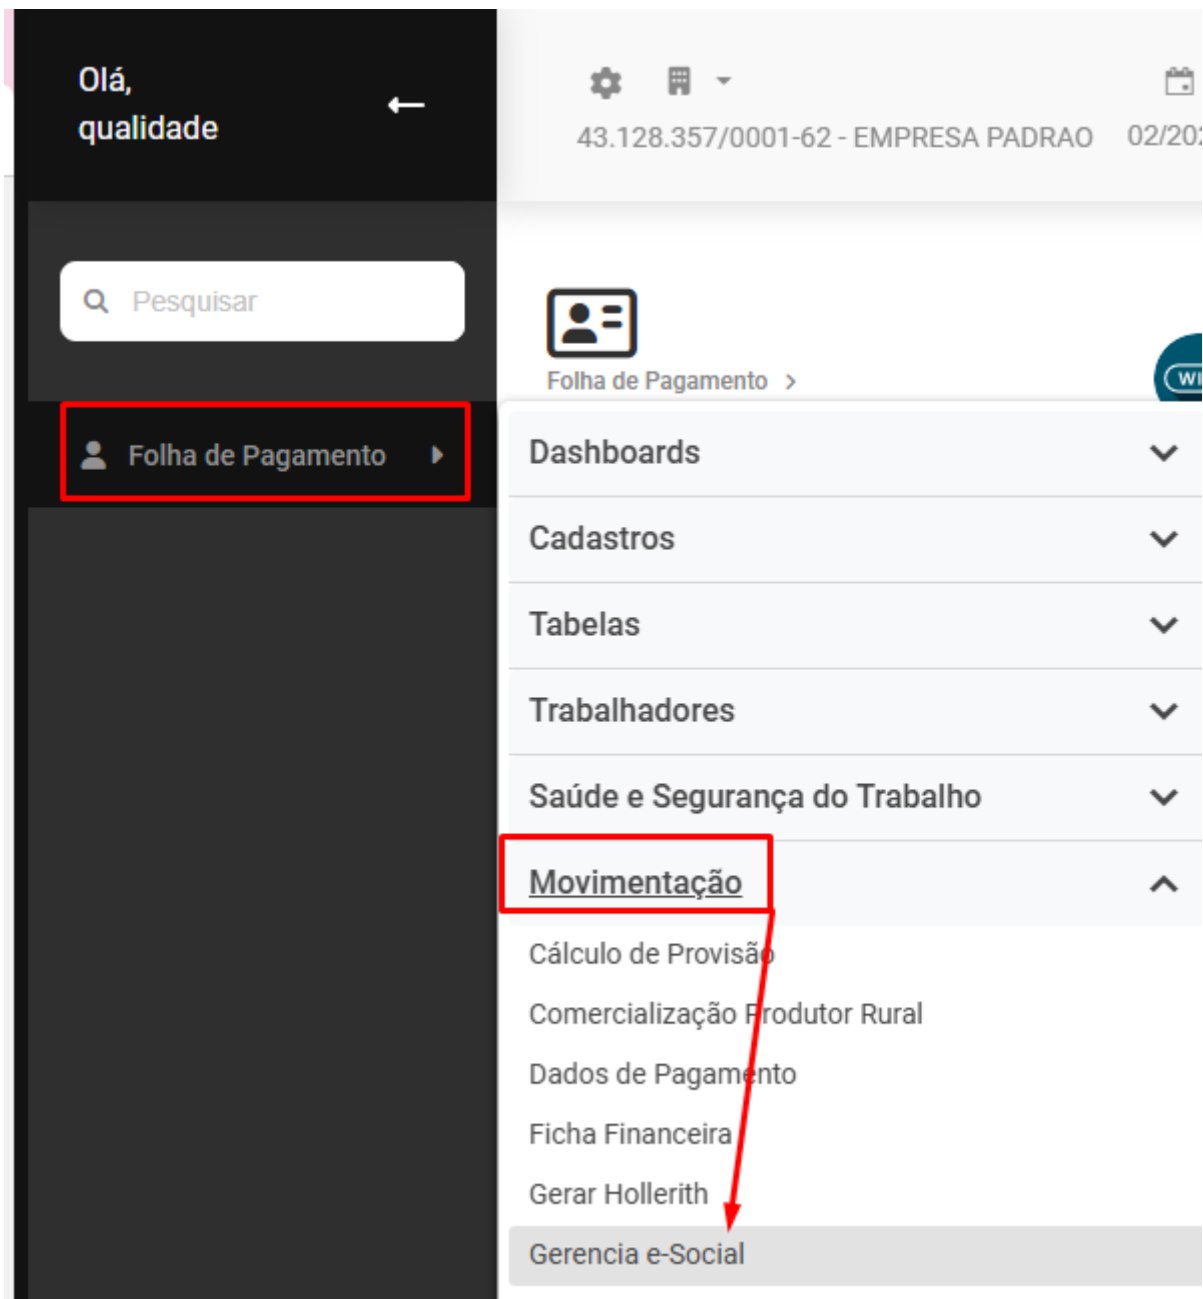 Olá,
qualidade
43.128.357/0001-62 - EMPRESA PADRAO
Pesquisar
Folha de Pagamento >
Folha de Pagamento
Dashboards
Cadastros
Tabelas
Trabalhadores
Saúde e Segurança do Trabalho
Movimentação
Cálculo de Provisão
Comercialização Produtor Rural
Dados de Pagamento
Ficha Financeira
Gerar Hollerith
Gerencia e-Social